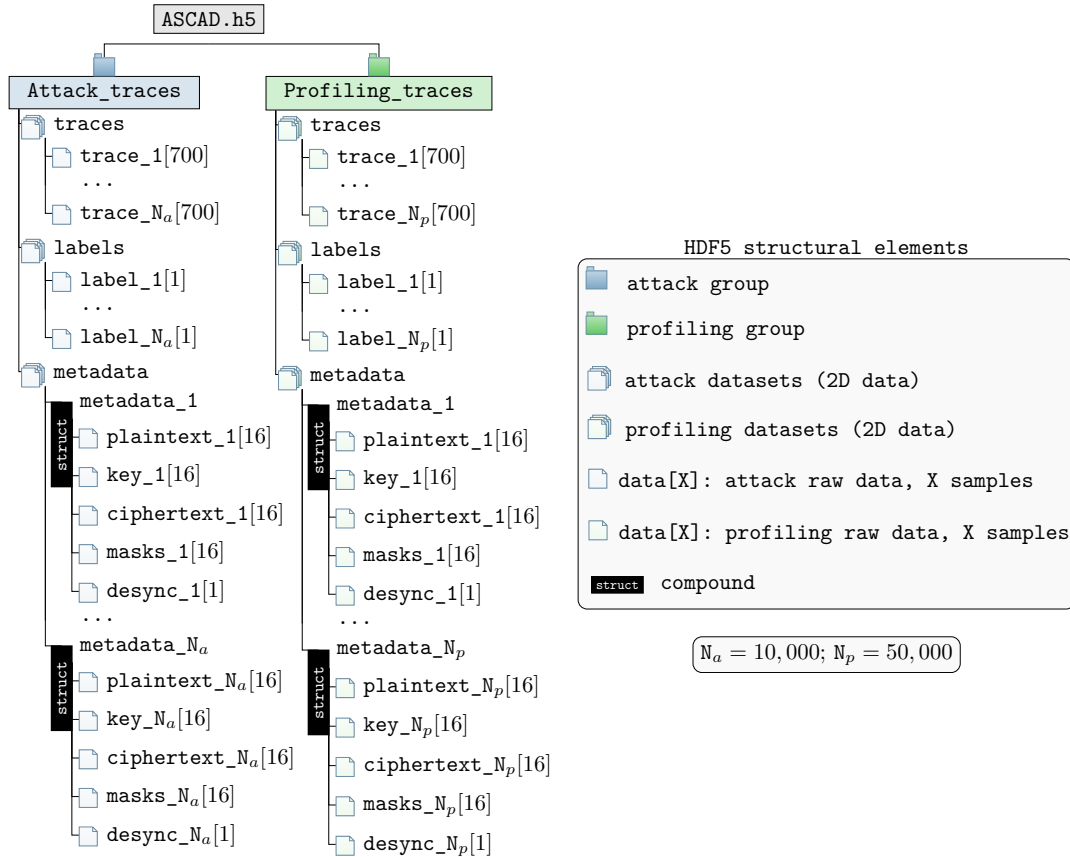 ASCAD.h5
Attack_traces
traces
trace_1[700]
...
trace_Nₐ[700]
labels
label_1[1]
...
label_Nₐ[1]
metadata
metadata_1
struct
plaintext_1[16]
key_1[16]
ciphertext_1[16]
masks_1[16]
desync_1[1]
...
metadata_Nₐ
struct
plaintext_Nₐ[16]
key_Nₐ[16]
ciphertext_Nₐ[16]
masks_Nₐ[16]
desync_Nₐ[1]
Profiling_traces
traces
trace_1[700]
...
trace_Nₚ[700]
labels
label_1[1]
...
label_Nₚ[1]
metadata
metadata_1
struct
plaintext_1[16]
key_1[16]
ciphertext_1[16]
masks_1[16]
desync_1[1]
...
metadata_Nₚ
struct
plaintext_Nₚ[16]
key_Nₚ[16]
ciphertext_Nₚ[16]
masks_Nₚ[16]
desync_Nₚ[1]
HDF5 structural elements
attack group
profiling group
attack datasets (2D data)
profiling datasets (2D data)
data[X]: attack raw data, X samples
data[X]: profiling raw data, X samples
struct compound
Nₐ = 10,000; Nₚ = 50,000